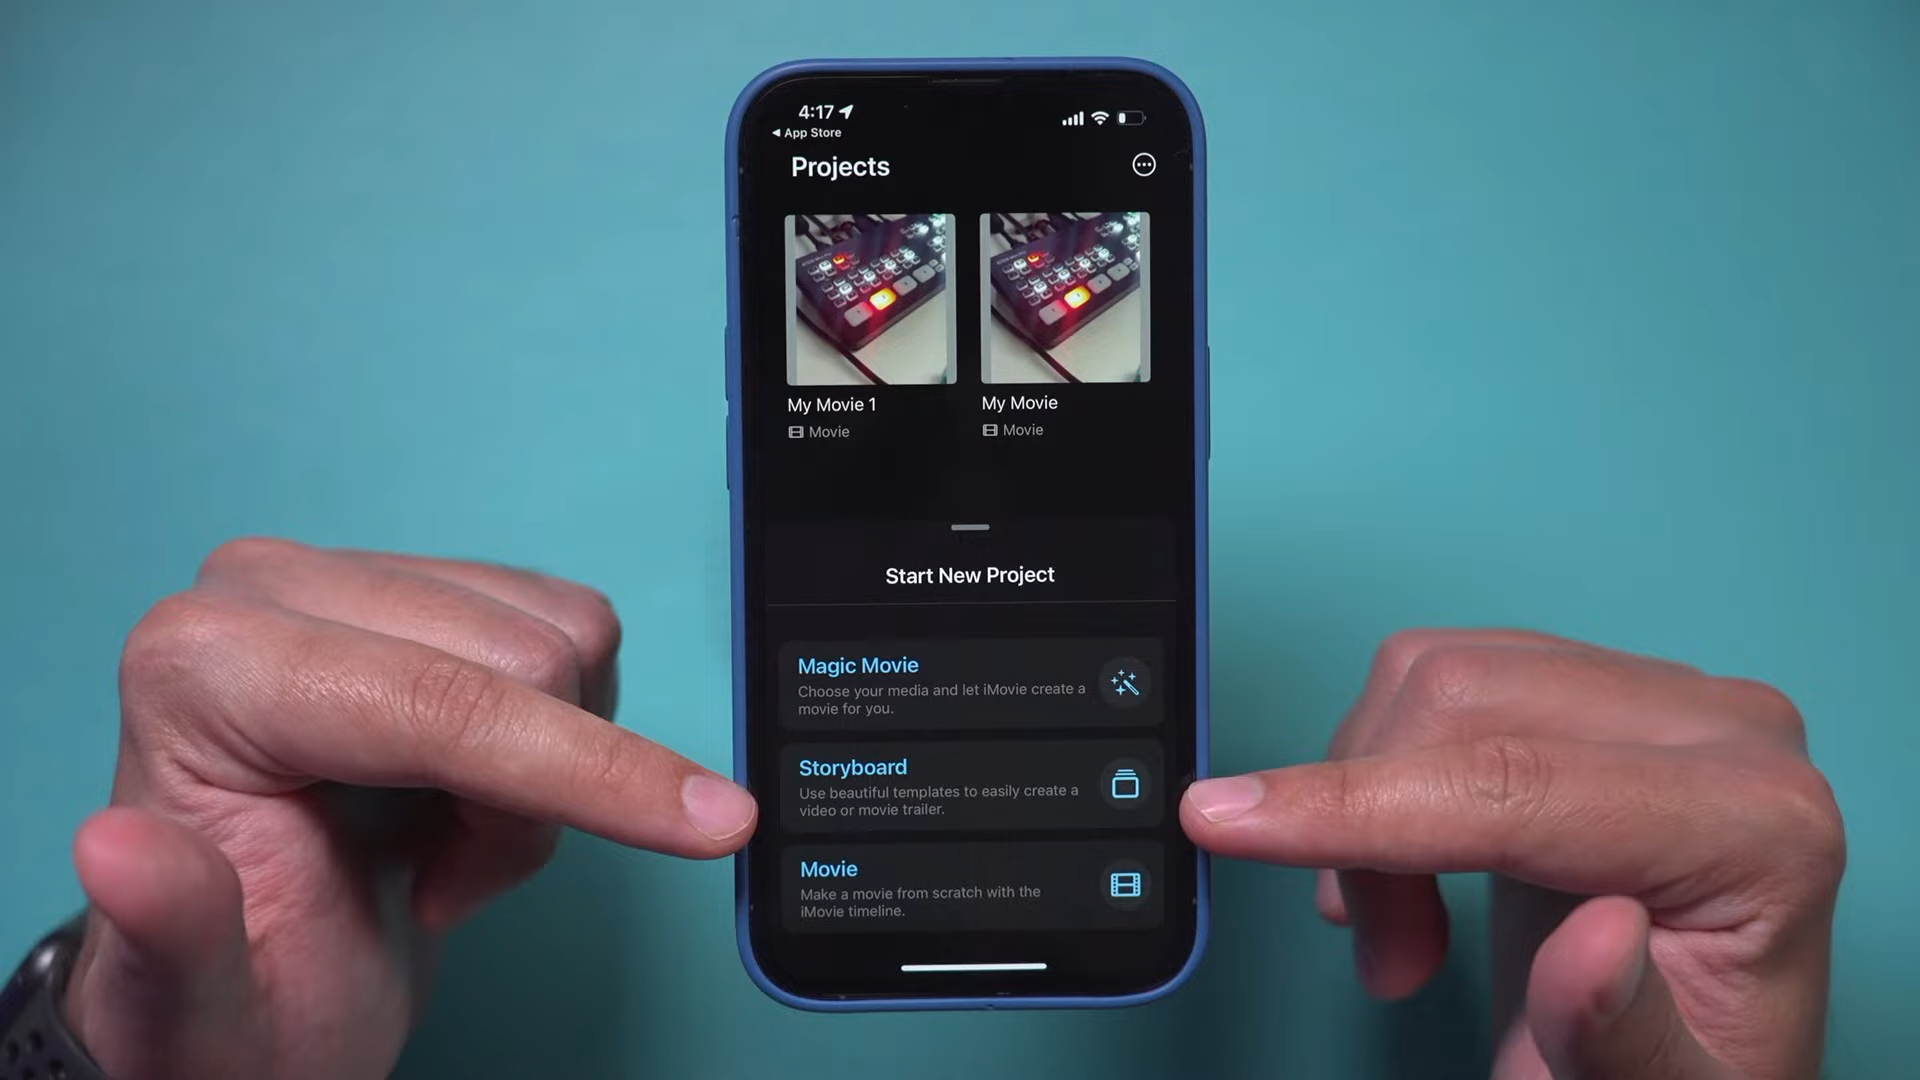 4:17
◀ App Store
Projects
My Movie 1
Movie
My Movie
Movie
Start New Project
Magic Movie
Choose your media and let iMovie create a
movie for you.
Storyboard
Use beautiful templates to easily create a
video or movie trailer.
Movie
Make a movie from scratch with the
iMovie timeline.